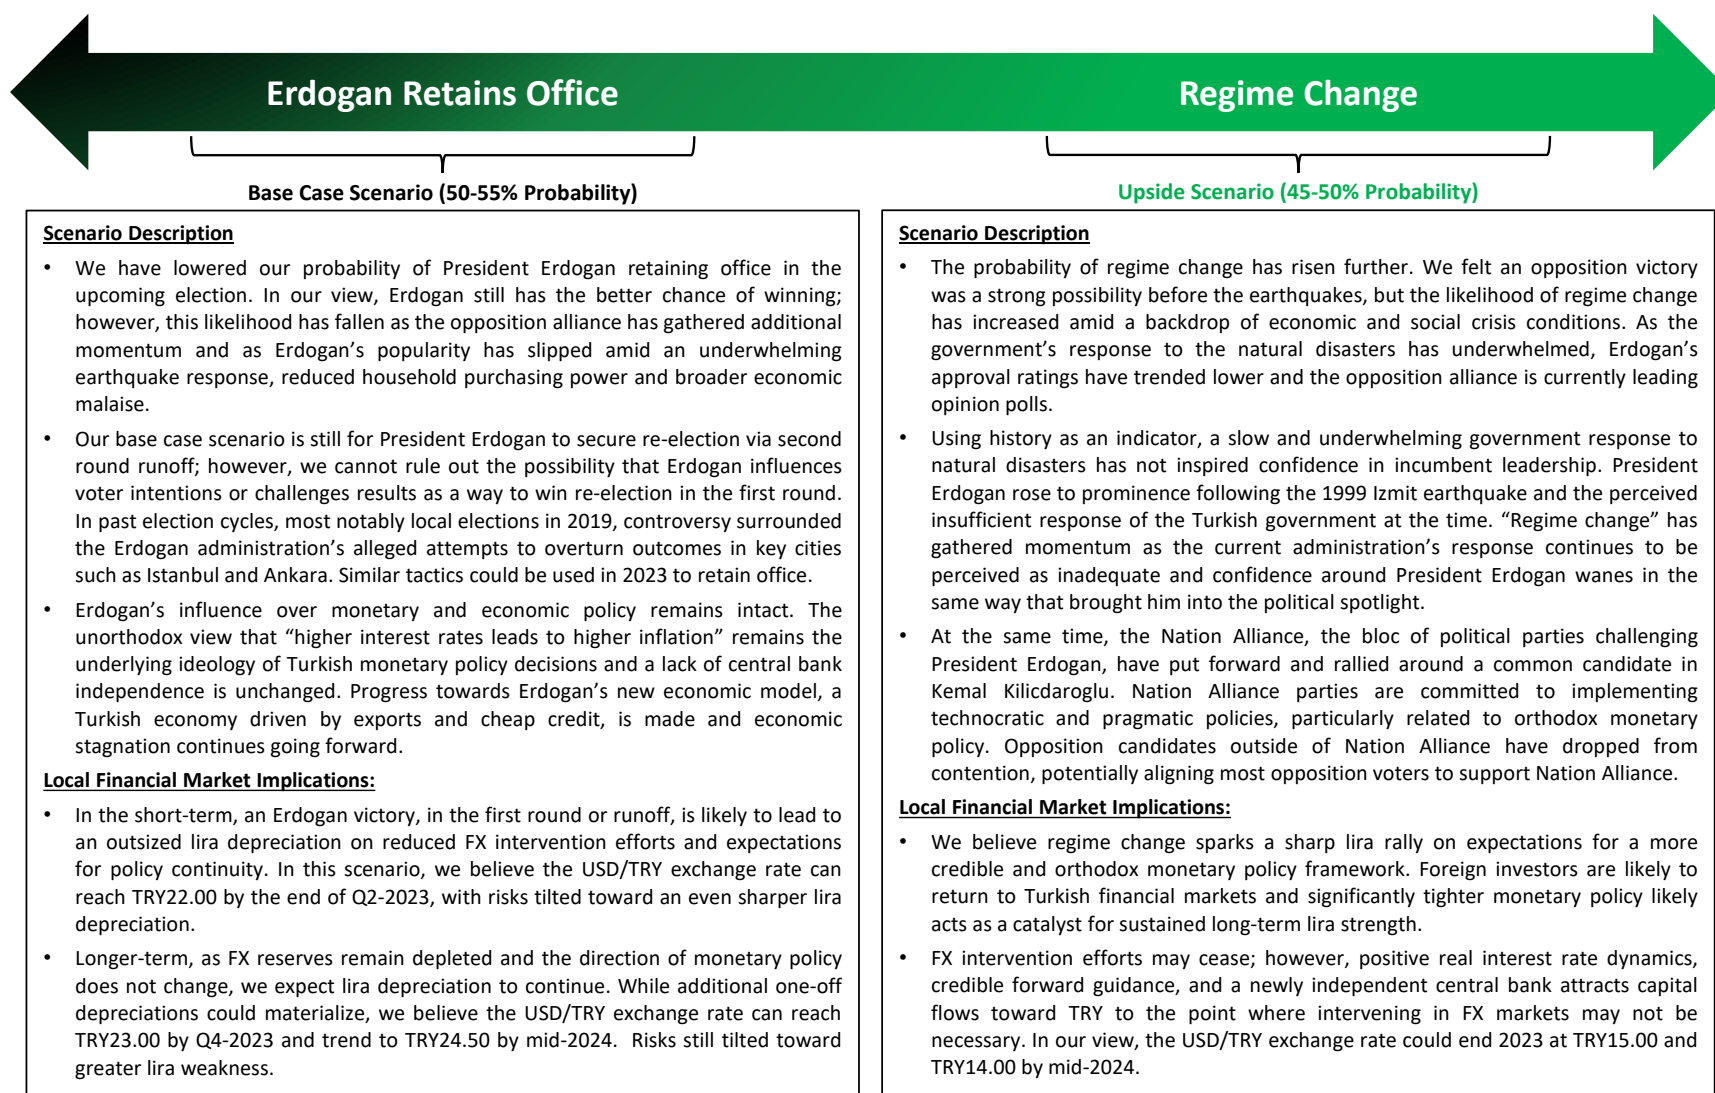 Erdogan Retains Office
Regime Change
Base Case Scenario (50-55% Probability)
Upside Scenario (45-50% Probability)
Scenario Description
• We have lowered our probability of President Erdogan retaining office in the
upcoming election. In our view, Erdogan still has the better chance of winning;
however, this likelihood has fallen as the opposition alliance has gathered additional
momentum and as Erdogan's popularity has slipped amid an underwhelming
earthquake response, reduced household purchasing power and broader economic
malaise.
• Our base case scenario is still for President Erdogan to secure re-election via second
round runoff; however, we cannot rule out the possibility that Erdogan influences
voter intentions or challenges results as a way to win re-election in the first round.
In past election cycles, most notably local elections in 2019, controversy surrounded
the Erdogan administration's alleged attempts to overturn outcomes in key cities
such as Istanbul and Ankara. Similar tactics could be used in 2023 to retain office.
• Erdogan's influence over monetary and economic policy remains intact. The
unorthodox view that “higher interest rates leads to higher inflation” remains the
underlying ideology of Turkish monetary policy decisions and a lack of central bank
independence is unchanged. Progress towards Erdogan's new economic model, a
Turkish economy driven by exports and cheap credit, is made and economic
stagnation continues going forward.
Local Financial Market Implications:
• In the short-term, an Erdogan victory, in the first round or runoff, is likely to lead to
an outsized lira depreciation on reduced FX intervention efforts and expectations
for policy continuity. In this scenario, we believe the USD/TRY exchange rate can
reach TRY22.00 by the end of Q2-2023, with risks tilted toward an even sharper lira
depreciation.
• Longer-term, as FX reserves remain depleted and the direction of monetary policy
does not change, we expect lira depreciation to continue. While additional one-off
depreciations could materialize, we believe the USD/TRY exchange rate can reach
TRY23.00 by Q4-2023 and trend to TRY24.50 by mid-2024. Risks still tilted toward
greater lira weakness.
Scenario Description
• The probability of regime change has risen further. We felt an opposition victory
was a strong possibility before the earthquakes, but the likelihood of regime change
has increased amid a backdrop of economic and social crisis conditions. As the
government's response to the natural disasters has underwhelmed, Erdogan's
approval ratings have trended lower and the opposition alliance is currently leading
opinion polls.
• Using history as an indicator, a slow and underwhelming government response to
natural disasters has not inspired confidence in incumbent leadership. President
Erdogan rose to prominence following the 1999 Izmit earthquake and the perceived
insufficient response of the Turkish government at the time. “Regime change” has
gathered momentum as the current administration's response continues to be
perceived as inadequate and confidence around President Erdogan wanes in the
same way that brought him into the political spotlight.
• At the same time, the Nation Alliance, the bloc of political parties challenging
President Erdogan, have put forward and rallied around a common candidate in
Kemal Kilicdaroglu. Nation Alliance parties are committed to implementing
technocratic and pragmatic policies, particularly related to orthodox monetary
policy. Opposition candidates outside of Nation Alliance have dropped from
contention, potentially aligning most opposition voters to support Nation Alliance.
Local Financial Market Implications:
• We believe regime change sparks a sharp lira rally on expectations for a more
credible and orthodox monetary policy framework. Foreign investors are likely to
return to Turkish financial markets and significantly tighter monetary policy likely
acts as a catalyst for sustained long-term lira strength.
• FX intervention efforts may cease; however, positive real interest rate dynamics,
credible forward guidance, and a newly independent central bank attracts capital
flows toward TRY to the point where intervening in FX markets may not be
necessary. In our view, the USD/TRY exchange rate could end 2023 at TRY15.00 and
TRY14.00 by mid-2024.